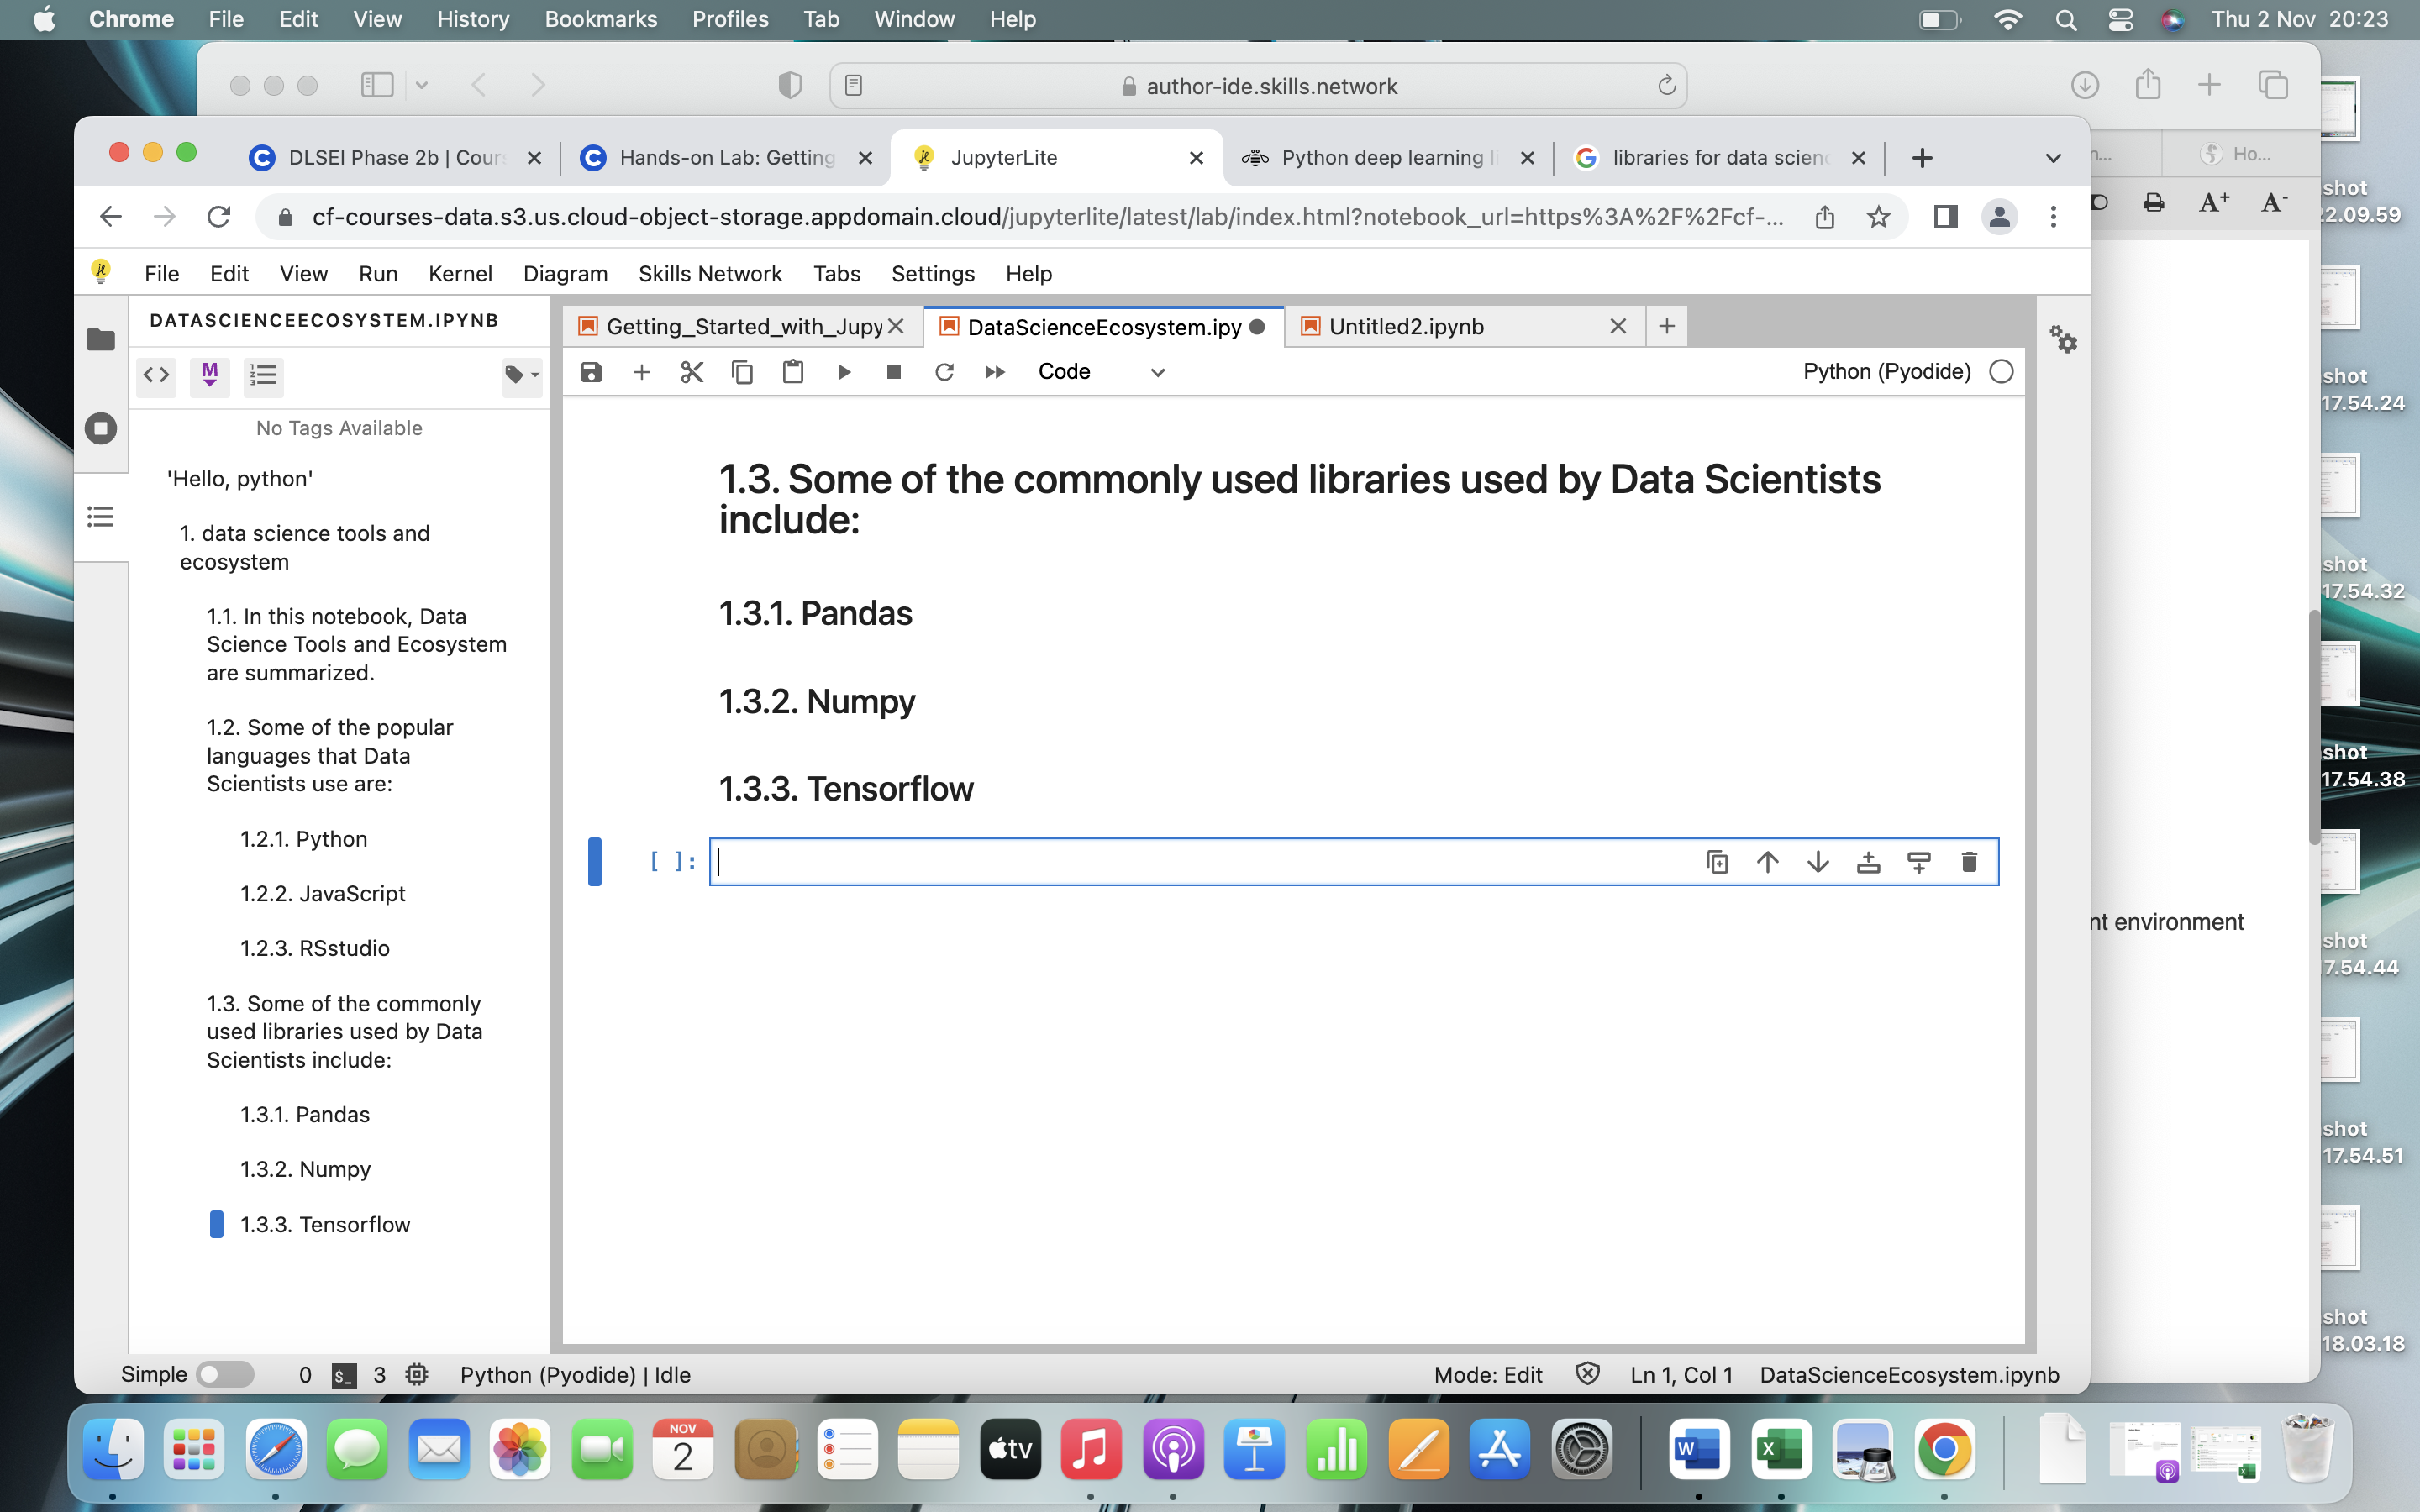 Chrome File Edit View History Bookmarks Profiles Tab Window Help Thu 2 Nov 20:23
author-ide.skills.network
DLSEI Phase 2b | Cour
Hands-on Lab: Getting
JupyterLite
Python deep learning li
libraries for data scienc
Ho...
cf-courses-data.s3.us.cloud-object-storage.appdomain.cloud/jupyterlite/latest/lab/index.html?notebook_url=https%3A%2F%2Fcf-...
A+ A-
File Edit View Run Kernel Diagram Skills Network Tabs Settings Help
DATASCIENCEECOSYSTEM.IPYNB
Getting_Started_with_Jupy
DataScienceEcosystem.ipy
Untitled2.ipynb
Code
Python (Pyodide)
No Tags Available
'Hello, python'
1. data science tools and
ecosystem
1.1. In this notebook, Data
Science Tools and Ecosystem
are summarized.
1.2. Some of the popular
languages that Data
Scientists use are:
1.2.1. Python
1.2.2. JavaScript
1.2.3. RSstudio
1.3. Some of the commonly
used libraries used by Data
Scientists include:
1.3.1. Pandas
1.3.2. Numpy
1.3.3. Tensorflow
1.3. Some of the commonly used libraries used by Data Scientists
include:
1.3.1. Pandas
1.3.2. Numpy
1.3.3. Tensorflow
[ ]:
nt environment
shot
22.09.59
shot
17.54.24
shot
17.54.32
shot
17.54.38
shot
17.54.44
shot
17.54.51
shot
18.03.18
Simple 0 $_ 3 Python (Pyodide) | Idle
Mode: Edit Ln 1, Col 1 DataScienceEcosystem.ipynb
NOV
2
tv
W
X